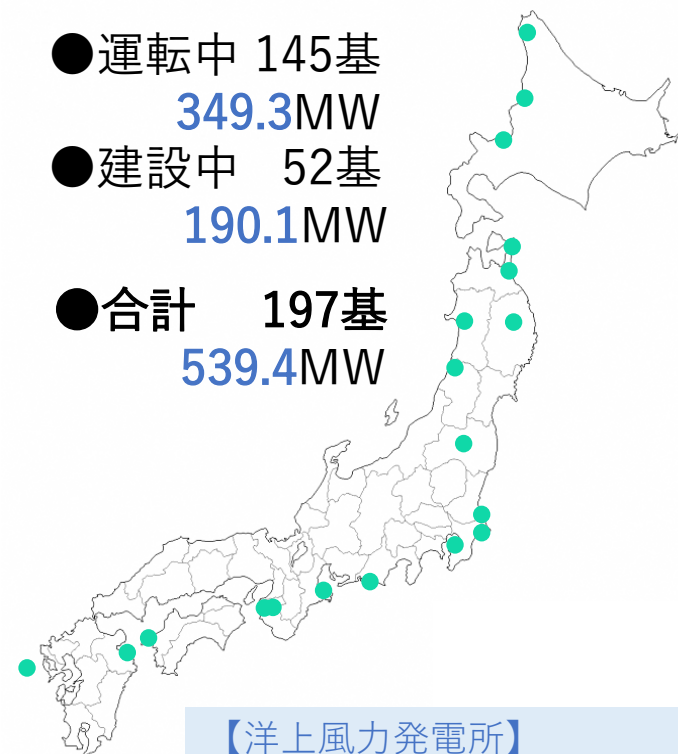 ●運転中 145基
349.3MW
●建設中 52基
190.1MW
●合計 197基
539.4MW
【洋上風力発電所】